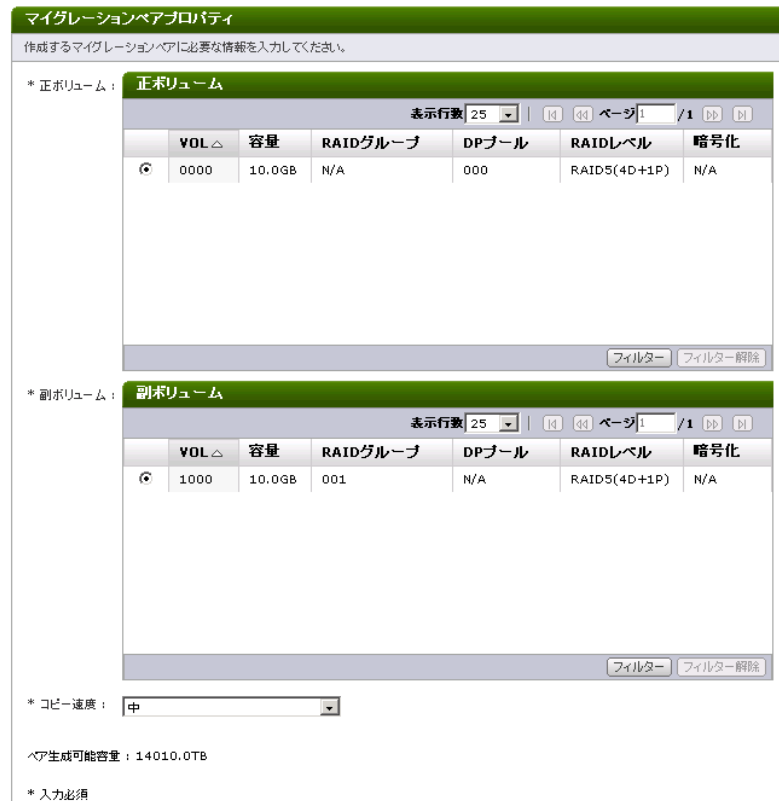 マイグレーションペアプロパティ
作成するマイグレーションペアに必要な情報を入力してください。
* 正ボリューム： 正ボリューム
表示行数 25 | ページ 1 /1
VOL△ 容量 RAIDグループ DPプール RAIDレベル 暗号化
0000 10.0GB N/A 000 RAID5(4D+1P) N/A
フィルター フィルター解除
* 副ボリューム： 副ボリューム
表示行数 25 | ページ 1 /1
VOL△ 容量 RAIDグループ DPプール RAIDレベル 暗号化
1000 10.0GB 001 N/A RAID5(4D+1P) N/A
フィルター フィルター解除
* コピー速度： 中
ペア生成可能容量：14010.0TB
* 入力必須